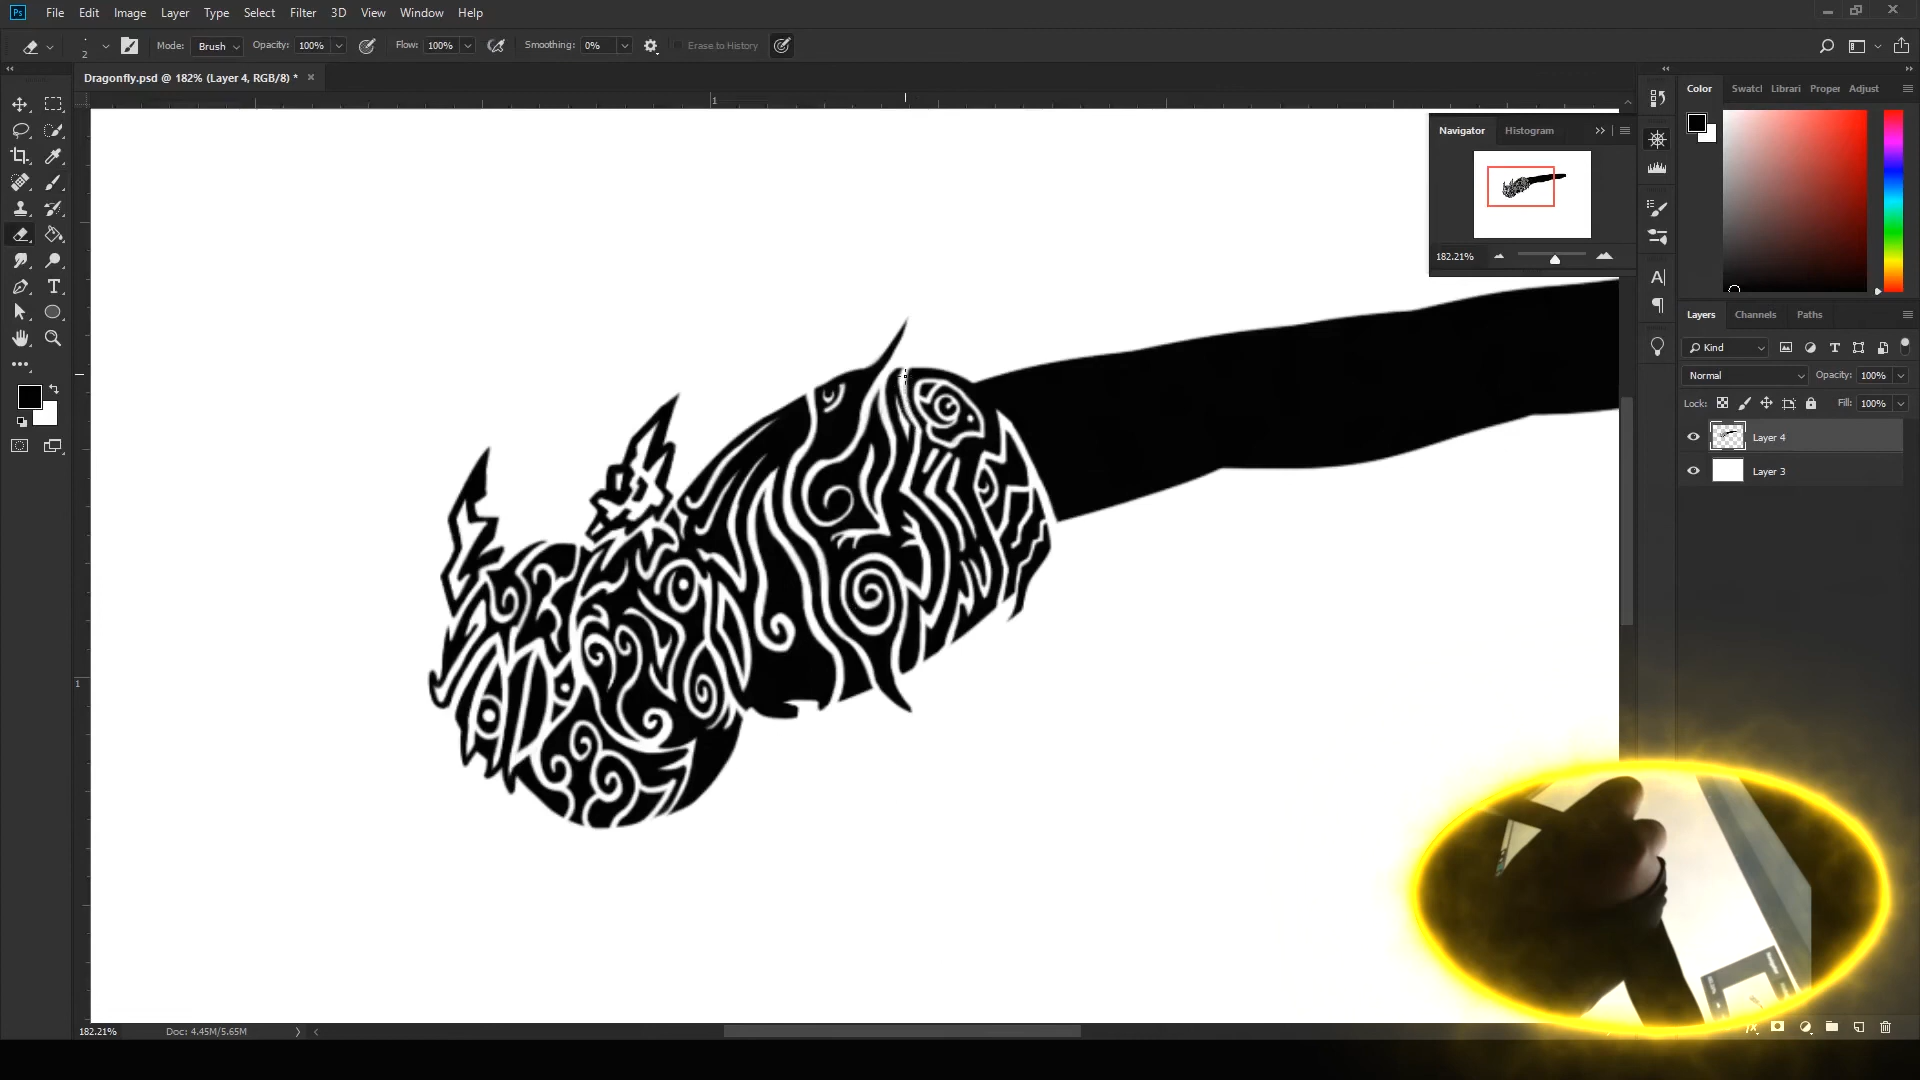 Ps File Edit Image Layer Type Select Filter 3D View Window Help
2 Mode: Brush Opacity: 100% Flow: 100% Smoothing: 0% Erase to History
Dragonfly.psd @ 182% (Layer 4, RGB/8) *
1
1
Navigator Histogram
182.21%
Color Swatcl Librari Proper Adjust
Layers Channels Paths
Kind
Normal Opacity: 100%
Lock: Fill: 100%
Layer 4
Layer 3
182.21% Doc: 4.45M/5.65M